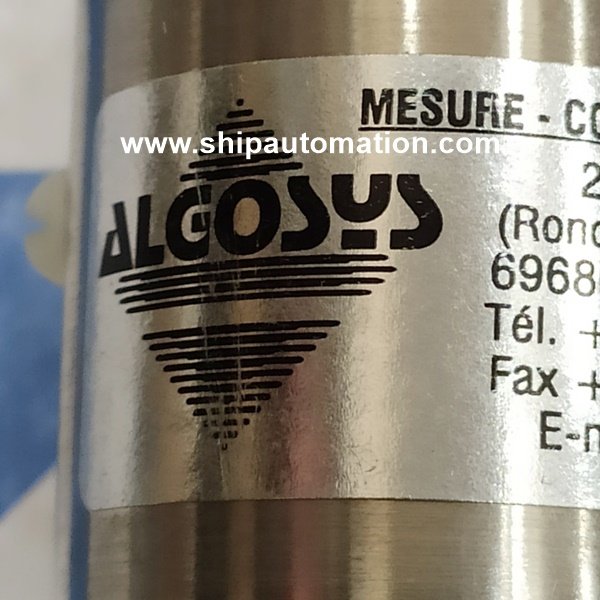 MESURE - CO
www.shipautomation.com
ALGOSYS
2
(Rond
6968
Tél. +
Fax +
E-m